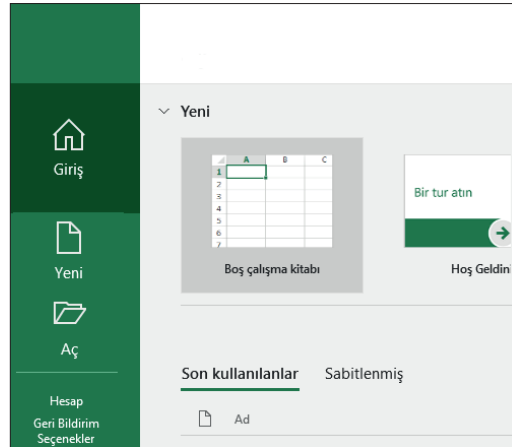 Giriş
Yeni
Aç
Hesap
Geri Bildirim
Seçenekler
Yeni
A B C
1
2
3
4
5
6
7
Boş çalışma kitabı
Bir tur atın
Hoş Geldini
Son kullanılanlar Sabitlenmiş
Ad